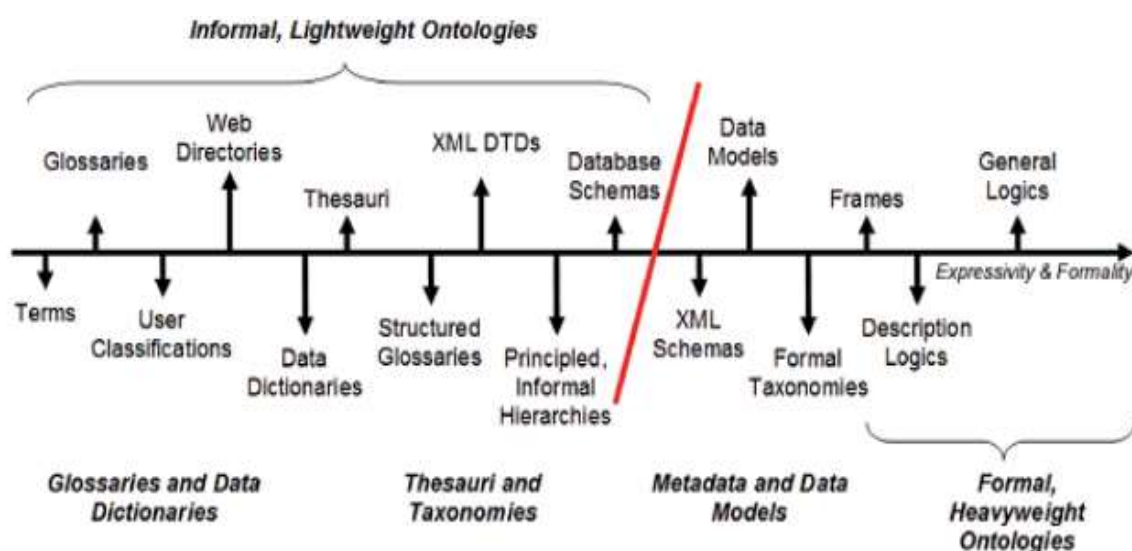 Informal, Lightweight Ontologies
Glossaries
Web
Directories
Thesauri
XML DTDs
Database
Schemas
Data
Models
Frames
General
Logics
Expressivity & Formality
Terms
User
Classifications
Data
Dictionaries
Structured
Glossaries
Principled,
Informal
Hierarchies
XML
Schemas
Formal
Taxonomies
Description
Logics
Glossaries and Data
Dictionaries
Thesauri and
Taxonomies
Metadata and Data
Models
Formal,
Heavyweight
Ontologies